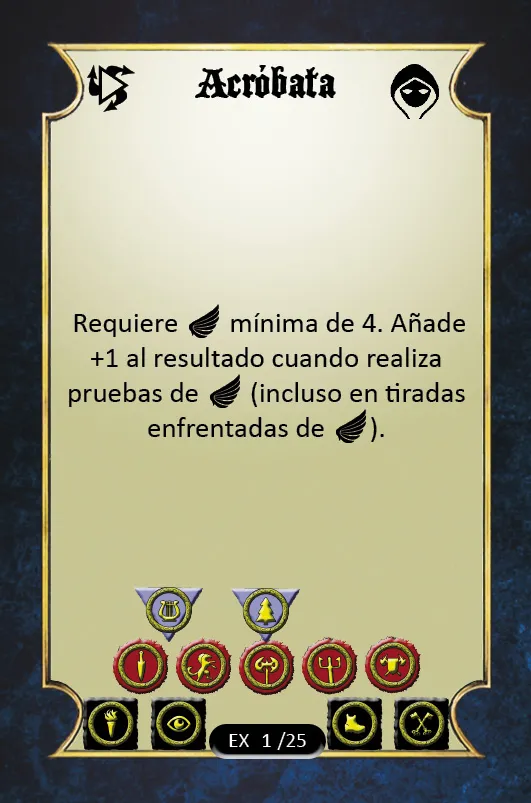 Acróbata
Requiere mínima de 4. Añade
+1 al resultado cuando realiza
pruebas de (incluso en tiradas
enfrentadas de ).
EX 1 /25